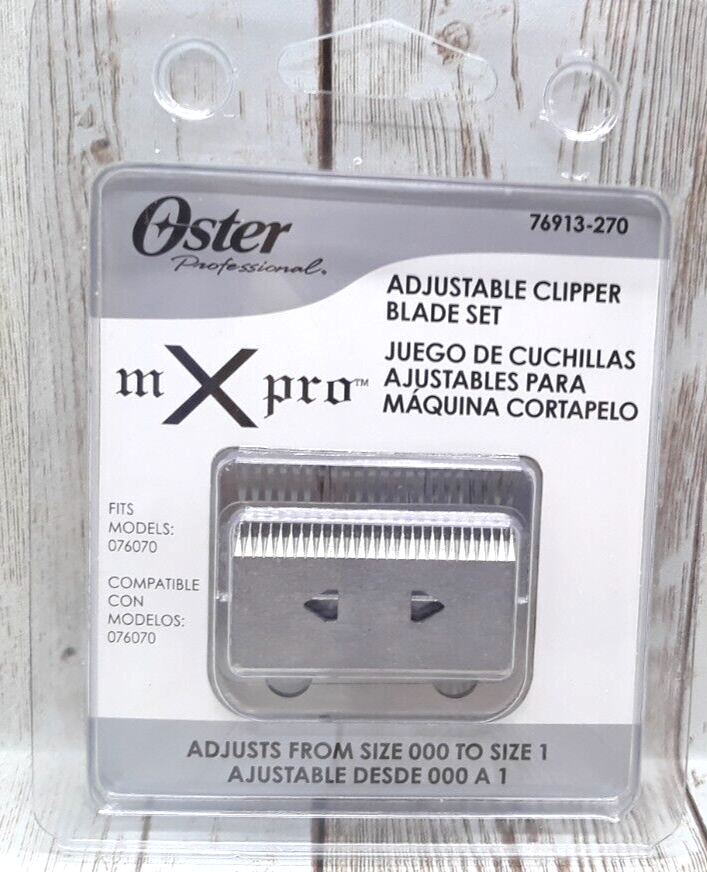 Oster
Professional.
76913-270
ADJUSTABLE CLIPPER
BLADE SET
JUEGO DE CUCHILLAS
AJUSTABLES PARA
MÁQUINA CORTAPELO
mXpro™
FITS
MODELS:
076070
COMPATIBLE
CON
MODELOS:
076070
ADJUSTS FROM SIZE 000 TO SIZE 1
AJUSTABLE DESDE 000 A 1